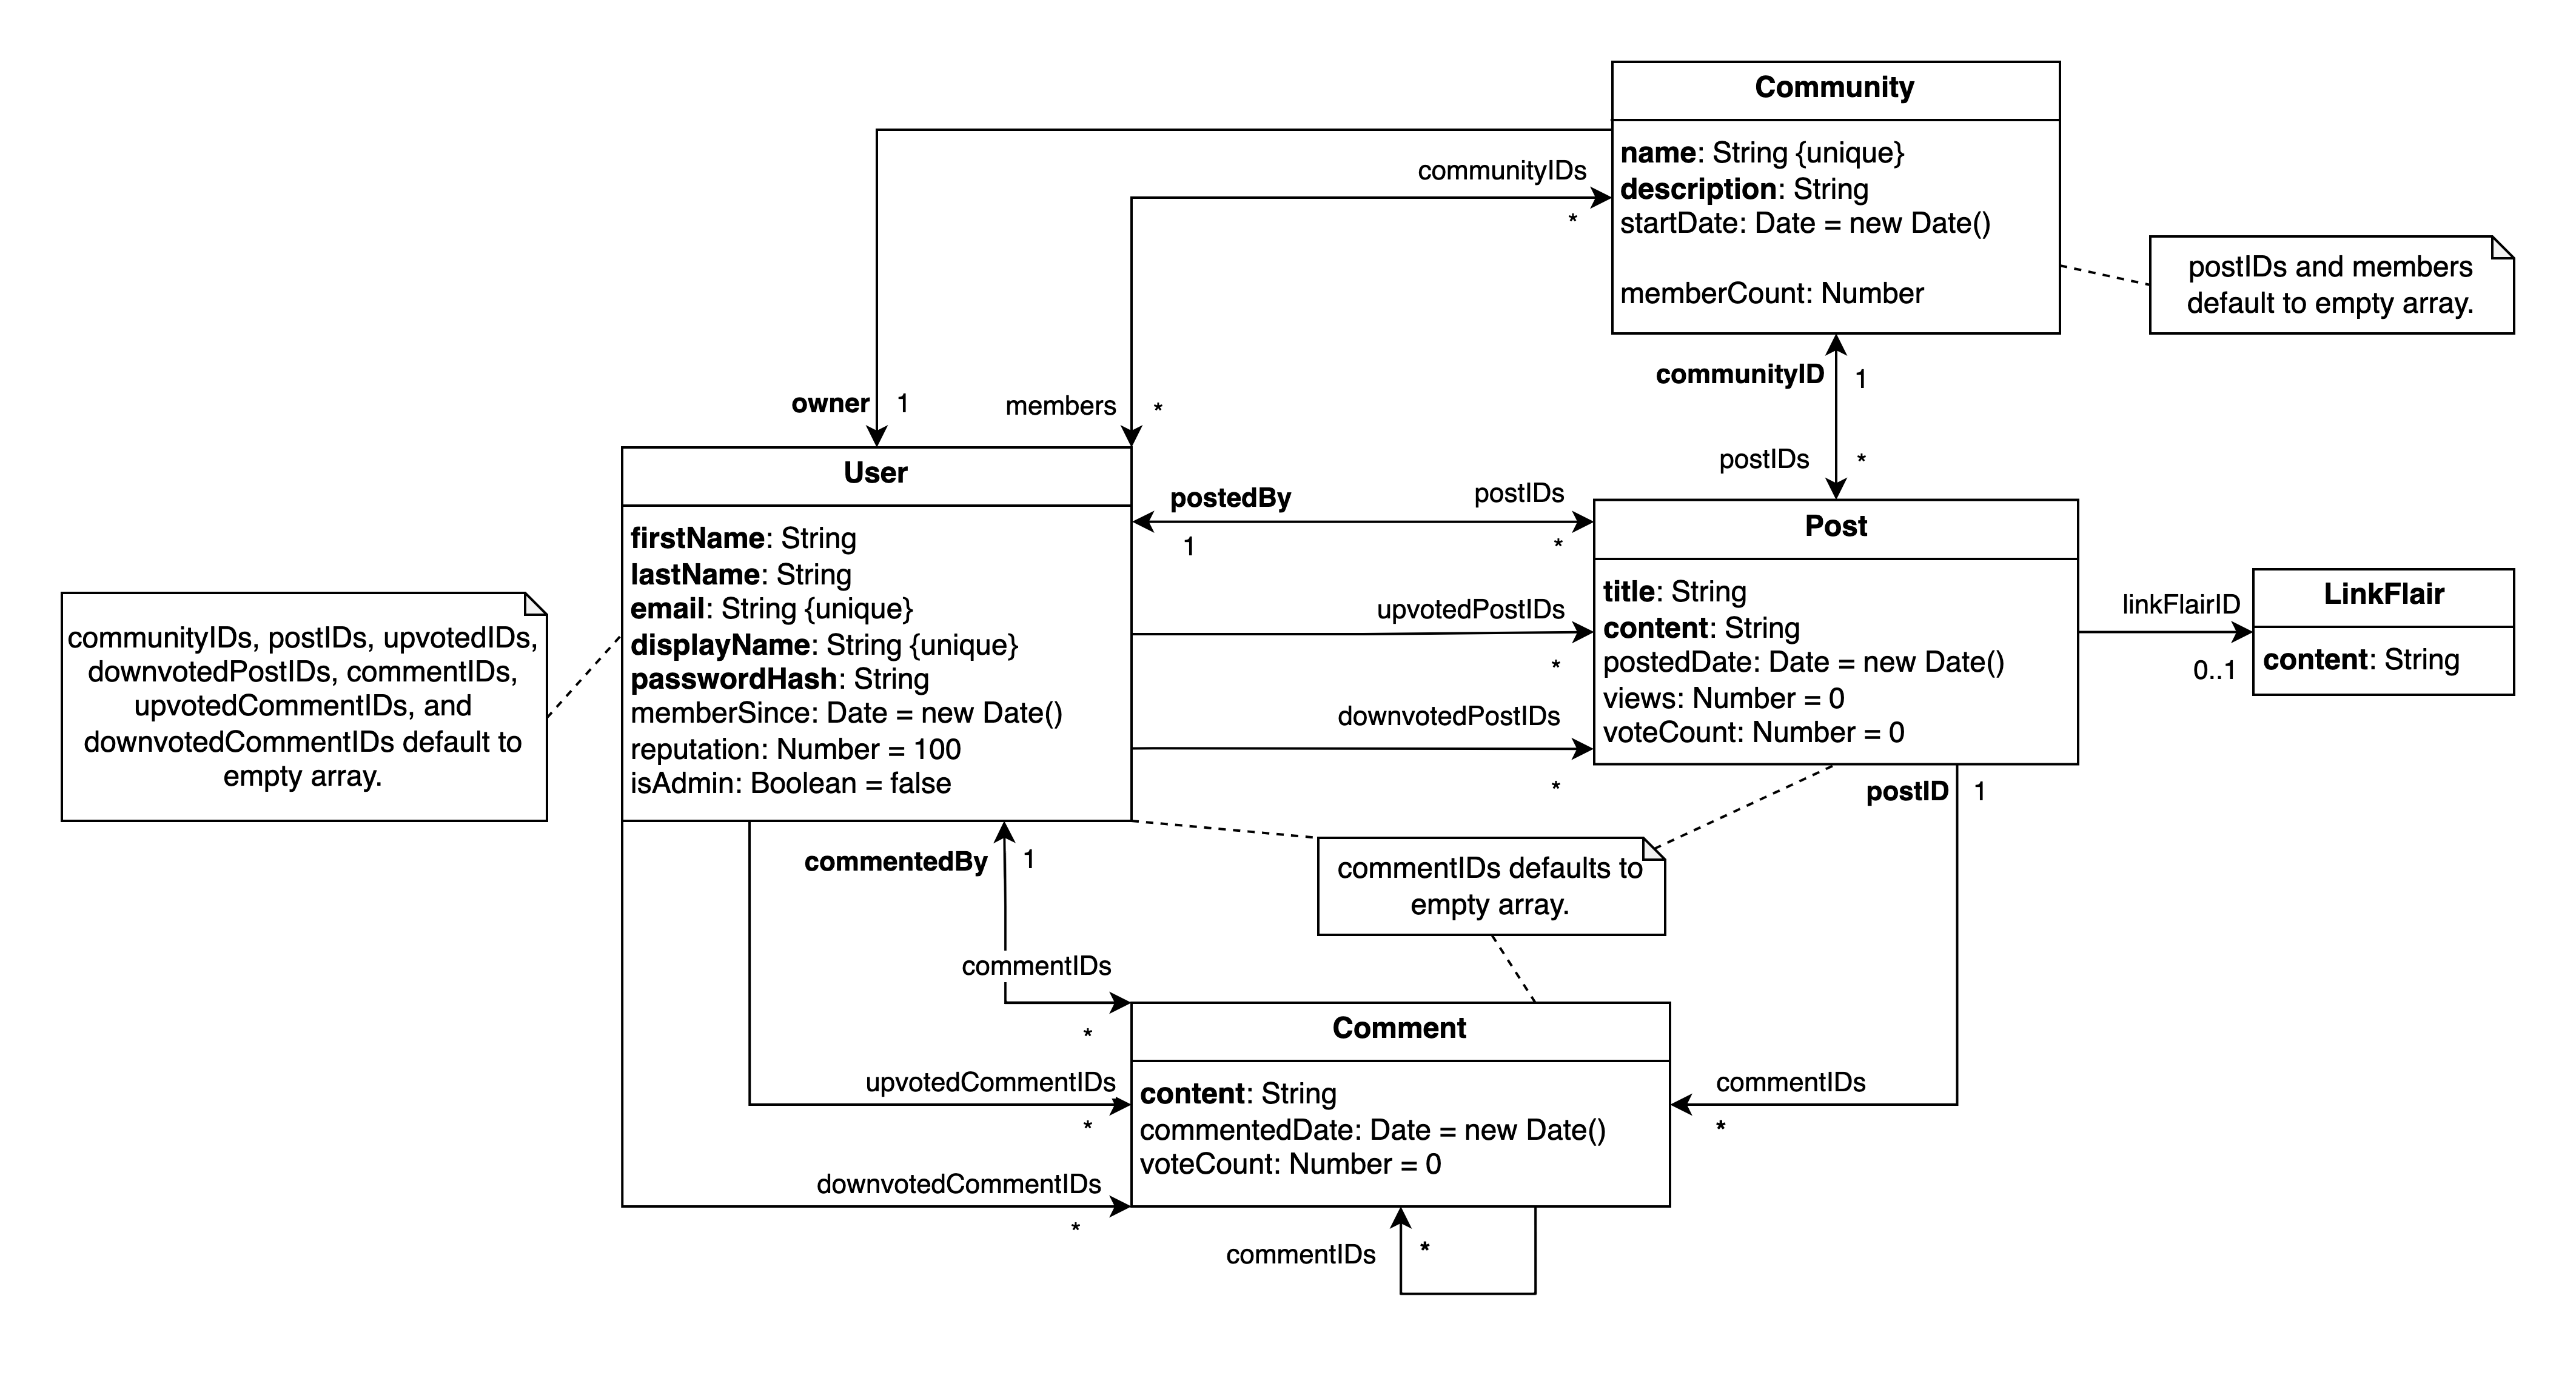 Community
name: String {unique}
description: String
startDate: Date = new Date()
memberCount: Number
postIDs and members
default to empty array.
communityIDs
*
owner
1
members
*
communityID
1
postIDs
*
User
firstName: String
lastName: String
email: String {unique}
displayName: String {unique}
passwordHash: String
memberSince: Date = new Date()
reputation: Number = 100
isAdmin: Boolean = false
communityIDs, postIDs, upvotedIDs,
downvotedPostIDs, commentIDs,
upvotedCommentIDs, and
downvotedCommentIDs default to
empty array.
postedBy
1
postIDs
*
upvotedPostIDs
*
downvotedPostIDs
*
Post
title: String
content: String
postedDate: Date = new Date()
views: Number = 0
voteCount: Number = 0
linkFlairID
0..1
LinkFlair
content: String
postID
1
commentedBy
1
commentIDs defaults to
empty array.
commentIDs
*
upvotedCommentIDs
*
downvotedCommentIDs
*
Comment
content: String
commentedDate: Date = new Date()
voteCount: Number = 0
commentIDs
*
commentIDs
*